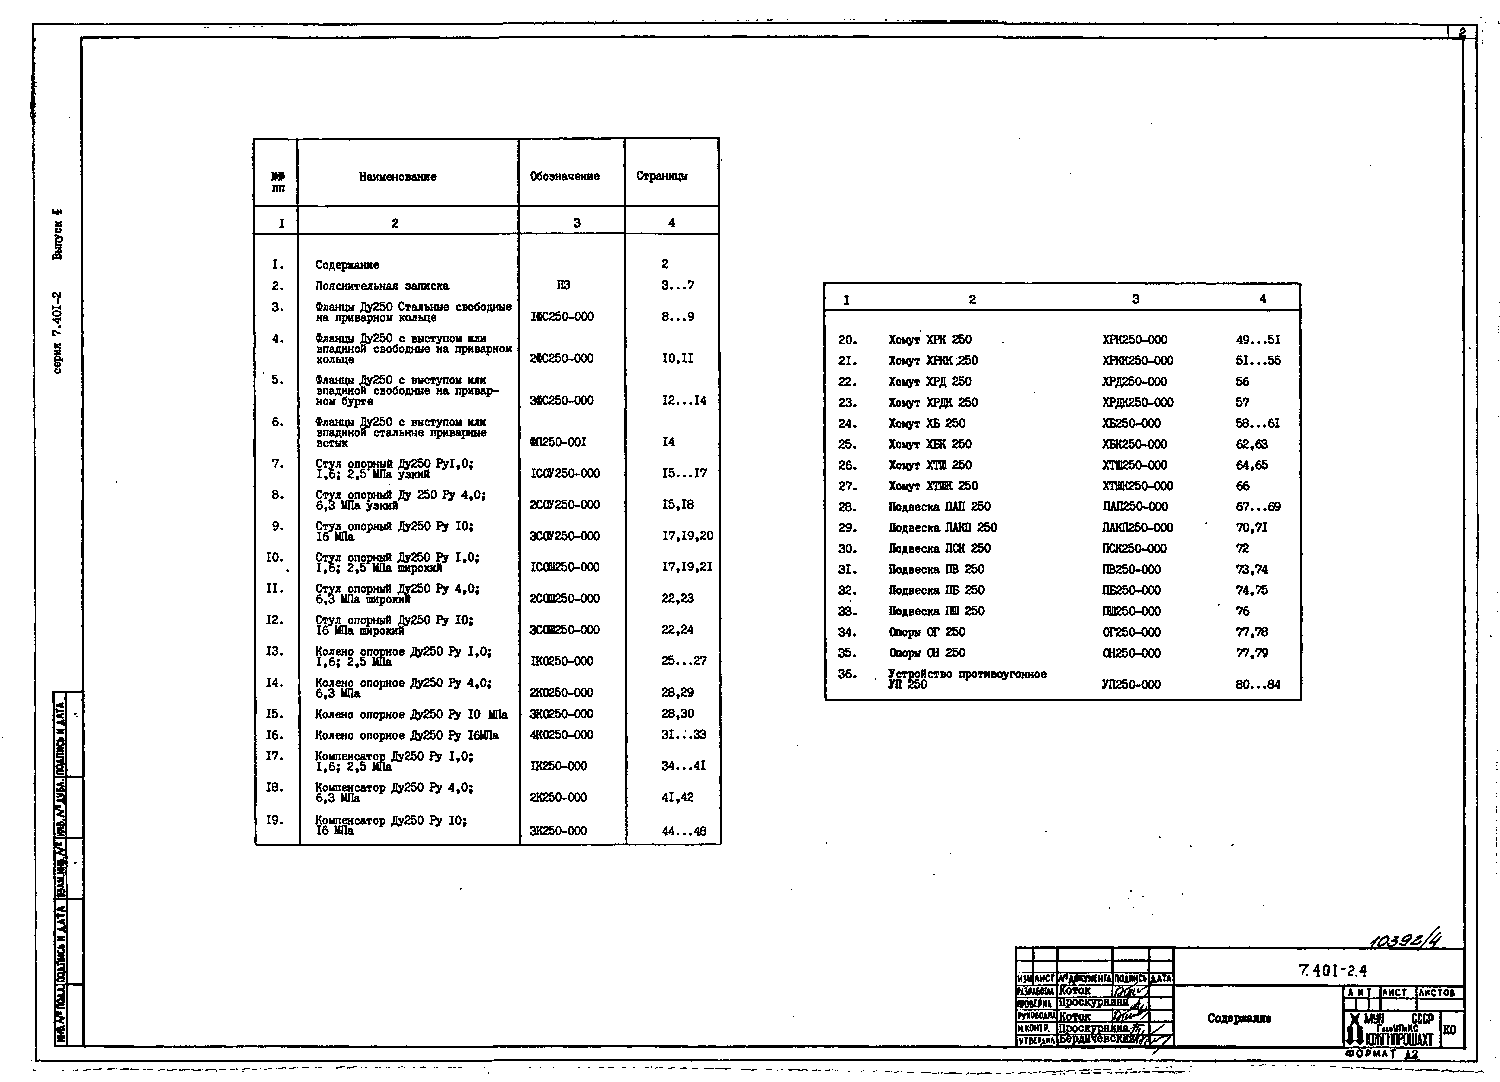 2
серия 7.40I-2 Выпуск 4
№№ пп Наименование Обозначение Страницы
I 2 3 4
I. Содержание 2
2. Пояснительная записка ПЗ 3...7
3. Фланцы Ду250 Стальные свободные
на приварном кольце IФС250-000 8...9
4. Фланцы Ду250 с выступом или
впадиной свободные на приварном
кольце 2ФС250-000 I0,II
5. Фланцы Ду250 с выступом или
впадиной свободные на привар-
ном бурте 3ФС250-000 I2...I4
6. Фланцы Ду250 с выступом или
впадиной стальные приварные
встык ФП250-00I I4
7. Стул опорный Ду250 РуI,0;
I,6; 2,5 МПа узкий IСОУ250-000 I5...I7
8. Стул опорный Ду 250 Ру 4,0;
6,3 МПа узкий 2СОУ250-000 I5,I8
9. Стул опорный Ду250 Ру I0;
I6 МПа 3СОУ250-000 I7,I9,20
I0. Стул опорный Ду250 Ру I,0;
I,6; 2,5 МПа широкий IСОШ250-000 I7,I9,2I
II. Стул опорный Ду250 Ру 4,0;
6,3 МПа широкий 2СОШ250-000 22,23
I2. Стул опорный Ду250 Ру I0;
I6 МПа широкий 3СОШ250-000 22,24
I3. Колено опорное Ду250 Ру I,0;
I,6; 2,5 МПа IКО250-000 25...27
I4. Колено опорное Ду250 Ру 4,0;
6,3 МПа 2КО250-000 28,29
I5. Колено опорное Ду250 Ру I0 МПа 3КО250-000 28,30
I6. Колено опорное Ду250 Ру I6МПа 4КО250-000 3I...33
I7. Компенсатор Ду250 Ру I,0;
I,6; 2,5 МПа IК250-000 34...4I
I8. Компенсатор Ду250 Ру 4,0;
6,3 МПа 2К250-000 4I,42
I9. Компенсатор Ду250 Ру I0;
I6 МПа 3К250-000 44...48
I 2 3 4
20. Хомут ХРК 250 ХРК250-000 49...5I
2I. Хомут ХРКК 250 ХРКК250-000 5I...55
22. Хомут ХРД 250 ХРД250-000 56
23. Хомут ХРДК 250 ХРДК250-000 57
24. Хомут ХБ 250 ХБ250-000 58...6I
25. Хомут ХБК 250 ХБК250-000 62,63
26. Хомут ХТШ 250 ХТШ250-000 64,65
27. Хомут ХТШК 250 ХТШК250-000 66
28. Подвеска ПАП 250 ПАП250-000 67...69
29. Подвеска ПАКП 250 ПАКП250-000 70,7I
30. Подвеска ПСК 250 ПСК250-000 72
3I. Подвеска ПВ 250 ПВ250-000 73,74
32. Подвеска ПБ 250 ПБ250-000 74,75
33. Подвеска ПШ 250 ПШ250-000 76
34. Опоры ОГ 250 ОГ250-000 77,78
35. Опоры ОН 250 ОН250-000 77,79
36. Устройство противоугонное
УП 250 УП250-000 80...84
ИНВ.№ ПОДЛ. ПОДПИСЬ И ДАТА ВЗАМ.ИНВ.№ ИНВ.№ ДУБЛ. ПОДПИСЬ И ДАТА
10392/4
7.401-2.4
ИЗМ ЛИСТ № ДОКУМЕНТА ПОДПИСЬ ДАТА
РАЗРАБОТАЛ Коток
ПРОВЕРИЛ Проскурина
РУКОВОДИЛ Коток
Н.КОНТР. Проскурина
УТВЕРДИЛ Бердичевский
Содержание
ЛИТ ЛИСТ ЛИСТОВ
МУП СССР
ЮЖГИПРОШАХТ
КО
ФОРМАТ А2